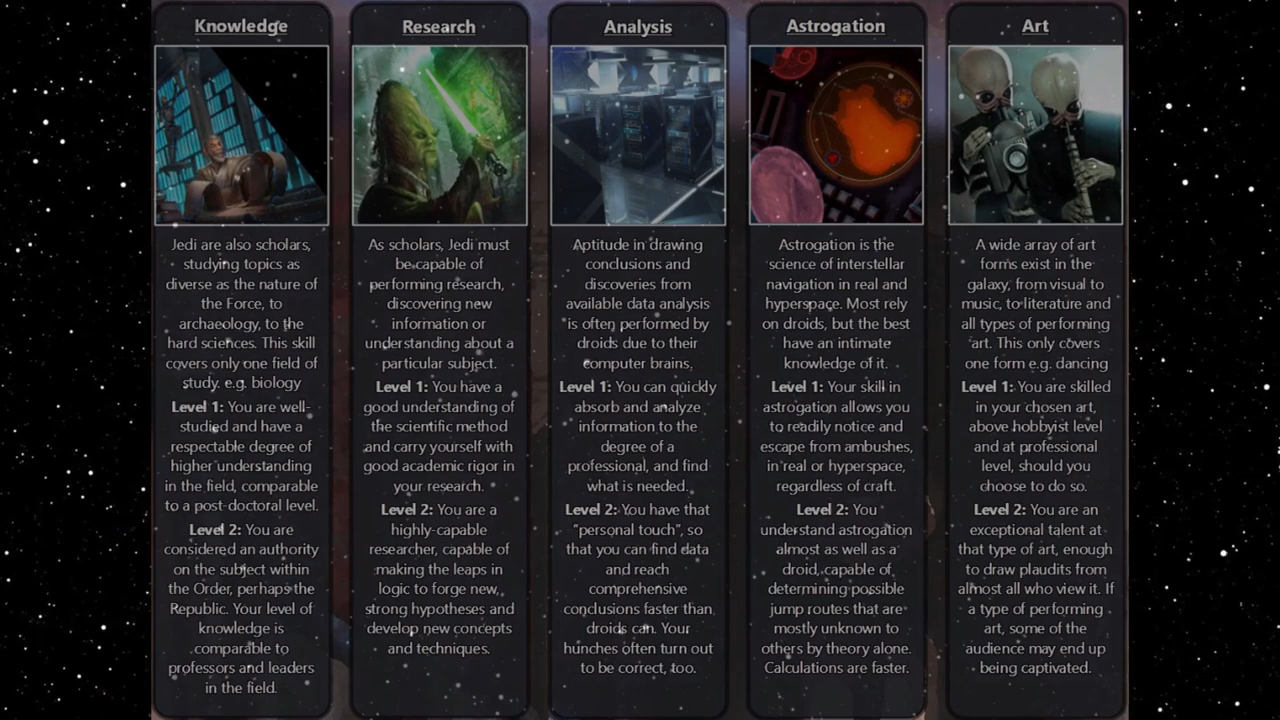 Knowledge
Jedi are also scholars,
studying topics as
diverse as the nature of
the Force, to
archaeology, to the
hard sciences. This skill
covers only one field of
study. e.g. biology
Level 1: You are well-
studied and have a
respectable degree of
higher understanding
in the field, comparable
to a post-doctoral level.
Level 2: You are
considered an authority
on the subject within
the Order, perhaps the
Republic. Your level of
knowledge is
comparable to
professors and leaders
in the field.
Research
As scholars, Jedi must
be capable of
performing research,
discovering new
information or
understanding about a
particular subject.
Level 1: You have a
good understanding of
the scientific method
and carry yourself with
good academic rigor in
your research.
Level 2: You are a
highly-capable
researcher, capable of
making the leaps in
logic to forge new,
strong hypotheses and
develop new concepts
and techniques.
Analysis
Aptitude in drawing
conclusions and
discoveries from
available data analysis
is often performed by
droids due to their
computer brains.
Level 1: You can quickly
absorb and analyze
information to the
degree of a
professional, and find
what is needed.
Level 2: You have that
"personal touch", so
that you can find data
and reach
comprehensive
conclusions faster than
droids can. Your
hunches often turn out
to be correct, too.
Astrogation
Astrogation is the
science of interstellar
navigation in real and
hyperspace. Most rely
on droids, but the best
have an intimate
knowledge of it.
Level 1: Your skill in
astrogation allows you
to readily notice and
escape from ambushes,
in real or hyperspace,
regardless of craft.
Level 2: You
understand astrogation
almost as well as a
droid, capable of
determining possible
jump routes that are
mostly unknown to
others by theory alone.
Calculations are faster.
Art
A wide array of art
forms exist in the
galaxy, from visual to
music, to literature and
all types of performing
art. This only covers
one form e.g. dancing
Level 1: You are skilled
in your chosen art,
above hobbyist level
and at professional
level, should you
choose to do so.
Level 2: You are an
exceptional talent at
that type of art, enough
to draw plaudits from
almost all who view it. If
a type of performing
art, some of the
audience may end up
being captivated.